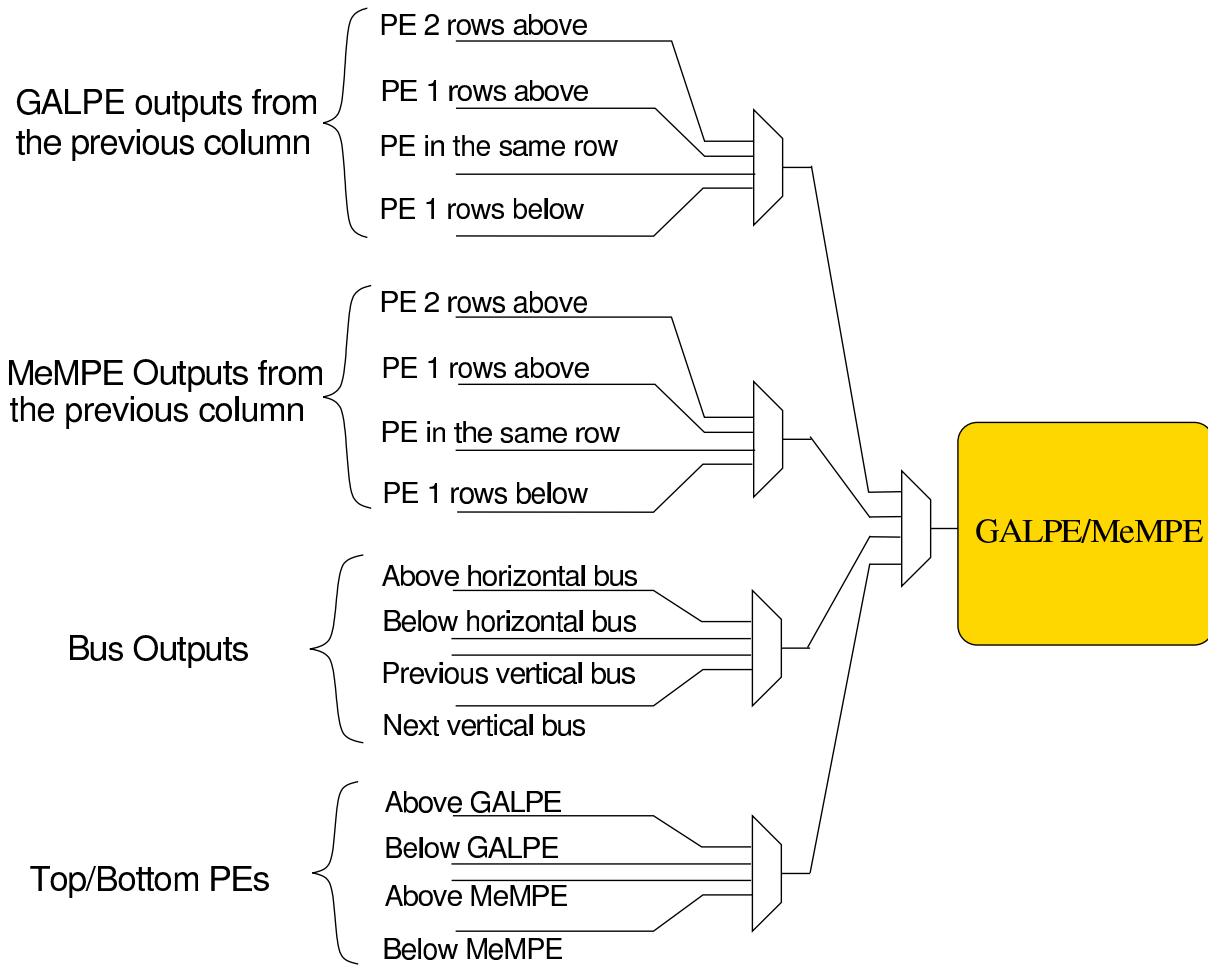 GALPE outputs from
the previous column
PE 2 rows above
PE 1 rows above
PE in the same row
PE 1 rows below
MeMPE Outputs from
the previous column
PE 2 rows above
PE 1 rows above
PE in the same row
PE 1 rows below
GALPE/MeMPE
Bus Outputs
Above horizontal bus
Below horizontal bus
Previous vertical bus
Next vertical bus
Top/Bottom PEs
Above GALPE
Below GALPE
Above MeMPE
Below MeMPE